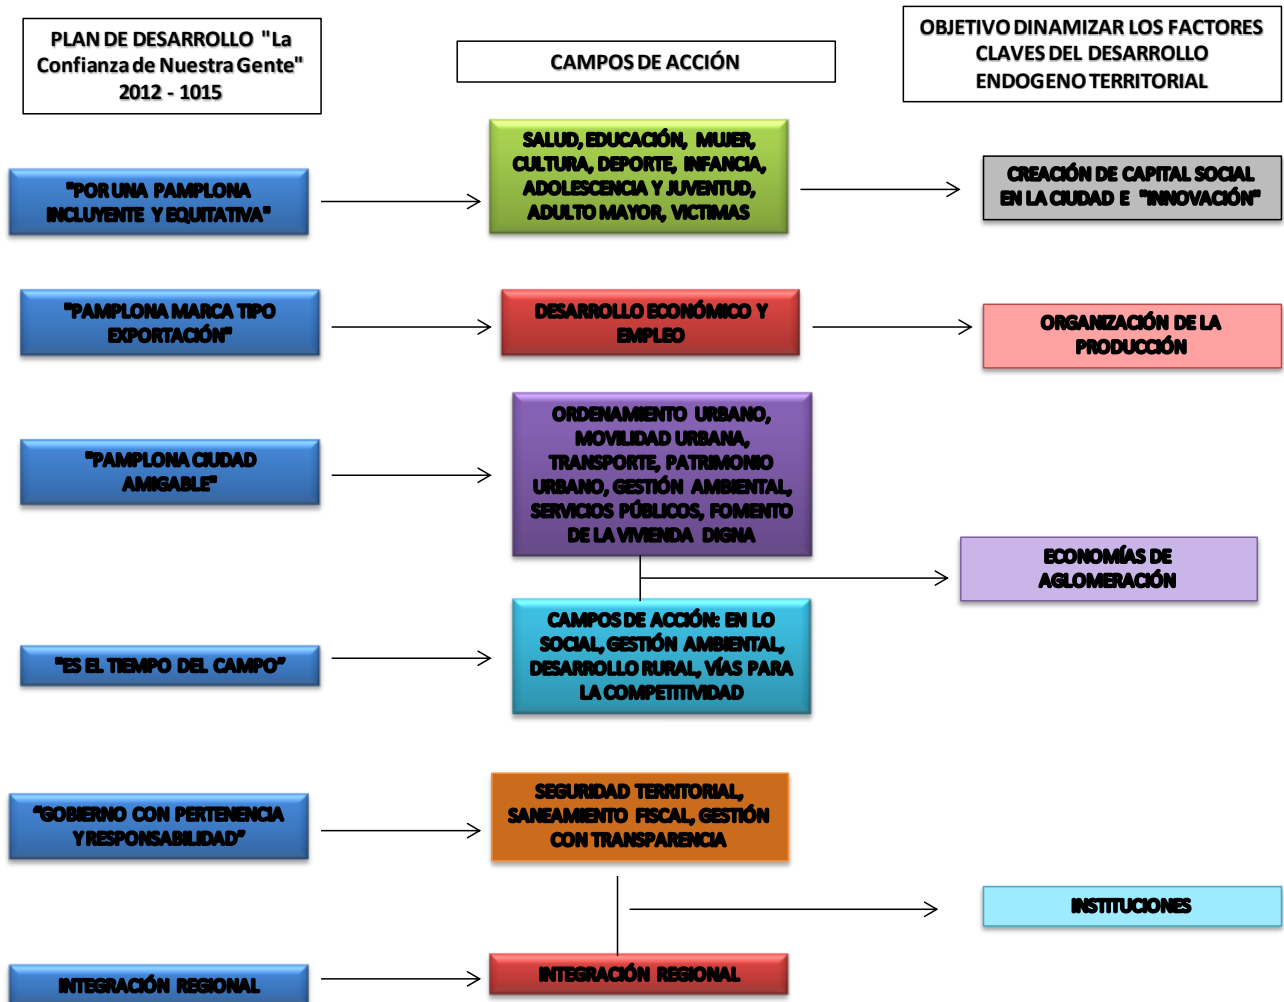 PLAN DE DESARROLLO "La
Confianza de Nuestra Gente"
2012 - 1015
CAMPOS DE ACCIÓN
OBJETIVO DINAMIZAR LOS FACTORES
CLAVES DEL DESARROLLO
ENDOGENO TERRITORIAL
"POR UNA PAMPLONA
INCLUYENTE Y EQUITATIVA"
SALUD, EDUCACIÓN, MUJER,
CULTURA, DEPORTE, INFANCIA,
ADOLESCENCIA Y JUVENTUD,
ADULTO MAYOR, VICTIMAS
CREACIÓN DE CAPITAL SOCIAL
EN LA CIUDAD E "INNOVACIÓN"
"PAMPLONA MARCA TIPO
EXPORTACIÓN"
DESARROLLO ECONÓMICO Y
EMPLEO
ORGANIZACIÓN DE LA
PRODUCCIÓN
"PAMPLONA CIUDAD
AMIGABLE"
ORDENAMIENTO URBANO,
MOVILIDAD URBANA,
TRANSPORTE, PATRIMONIO
URBANO, GESTIÓN AMBIENTAL,
SERVICIOS PÚBLICOS, FOMENTO
DE LA VIVIENDA DIGNA
ECONOMÍAS DE
AGLOMERACIÓN
"ES EL TIEMPO DEL CAMPO”
CAMPOS DE ACCIÓN: EN LO
SOCIAL, GESTIÓN AMBIENTAL,
DESARROLLO RURAL, VÍAS PARA
LA COMPETITIVIDAD
“GOBIERNO CON PERTENENCIA
Y RESPONSABILIDAD”
SEGURIDAD TERRITORIAL,
SANEAMIENTO FISCAL, GESTIÓN
CON TRANSPARENCIA
INSTITUCIONES
INTEGRACIÓN REGIONAL
INTEGRACIÓN REGIONAL